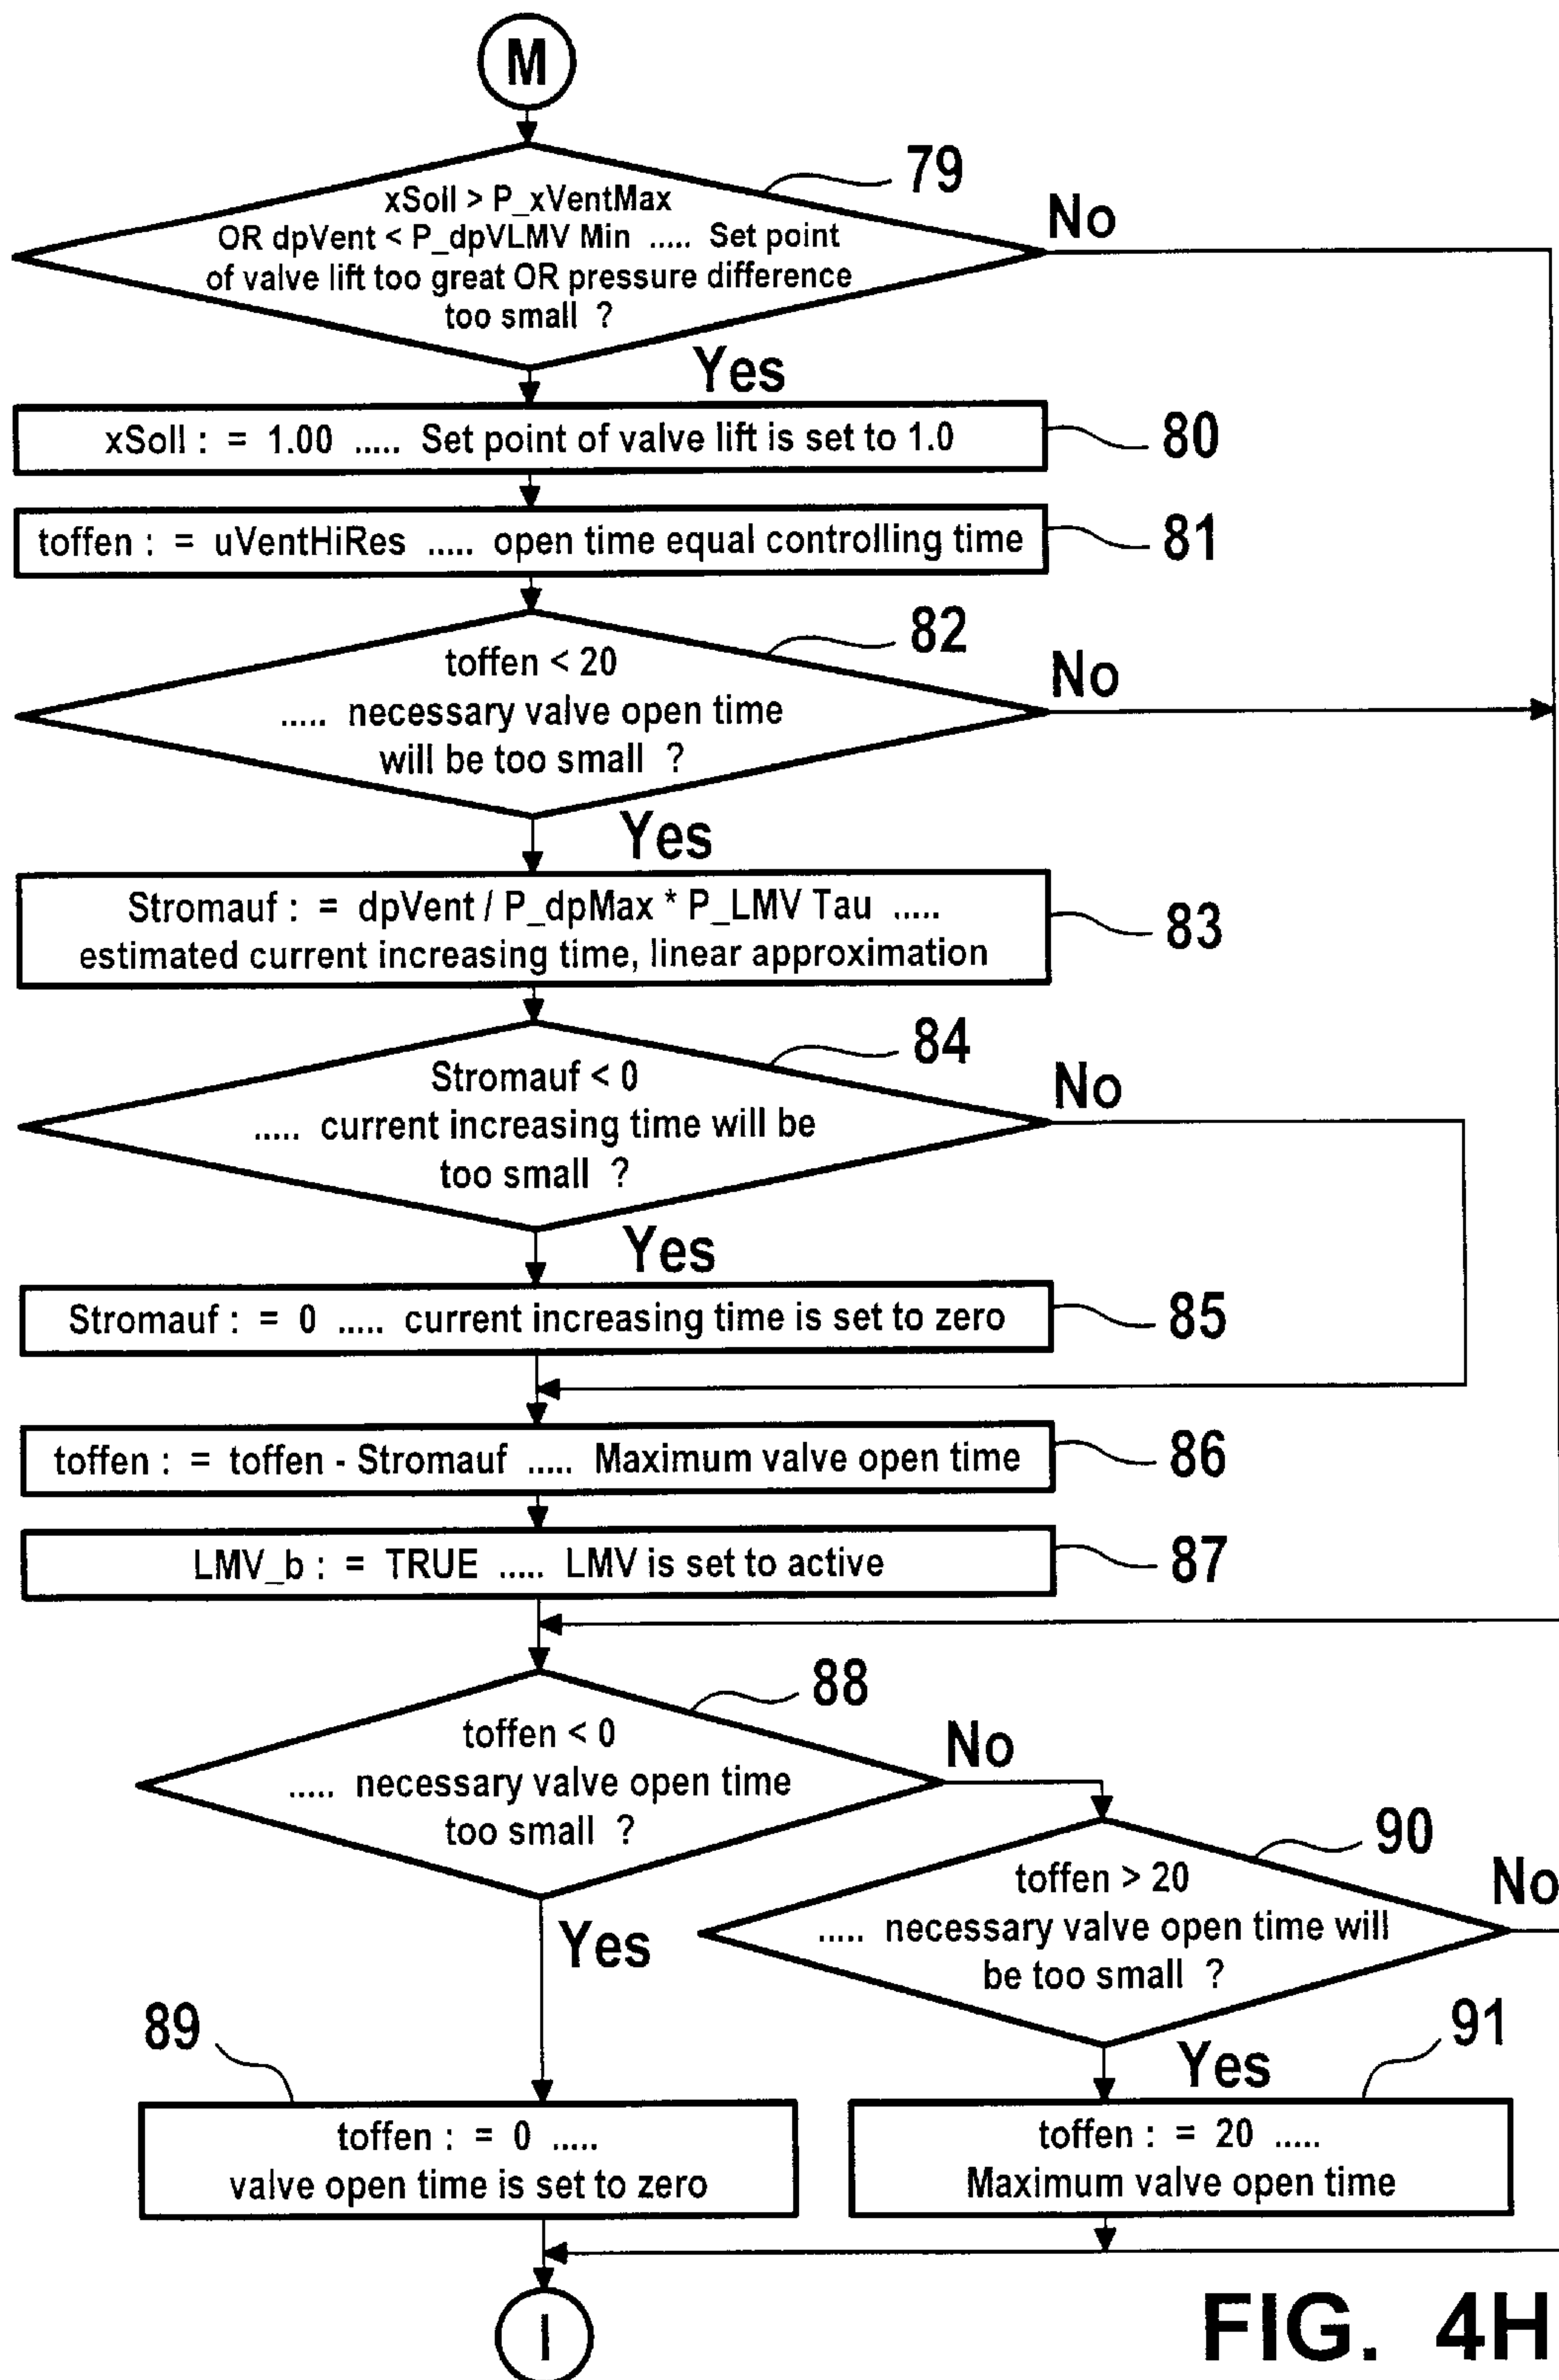 M
79
xSoll > P_xVentMax
OR dpVent < P_dpVLMV Min ..... Set point
of valve lift too great OR pressure difference
too small ?
No
Yes
xSoll : = 1.00 ..... Set point of valve lift is set to 1.0
80
toffen : = uVentHiRes ..... open time equal controlling time
81
82
toffen < 20
..... necessary valve open time
will be too small ?
No
Yes
Stromauf : = dpVent / P_dpMax * P_LMV Tau .....
estimated current increasing time, linear approximation
83
84
Stromauf < 0
..... current increasing time will be
too small ?
No
Yes
Stromauf : = 0 ..... current increasing time is set to zero
85
toffen : = toffen - Stromauf ..... Maximum valve open time
86
LMV_b : = TRUE ..... LMV is set to active
87
88
toffen < 0
..... necessary valve open time
too small ?
No
Yes
90
toffen > 20
..... necessary valve open time will
be too small ?
No
Yes
89
toffen : = 0 .....
valve open time is set to zero
91
toffen : = 20 .....
Maximum valve open time
I
FIG. 4H